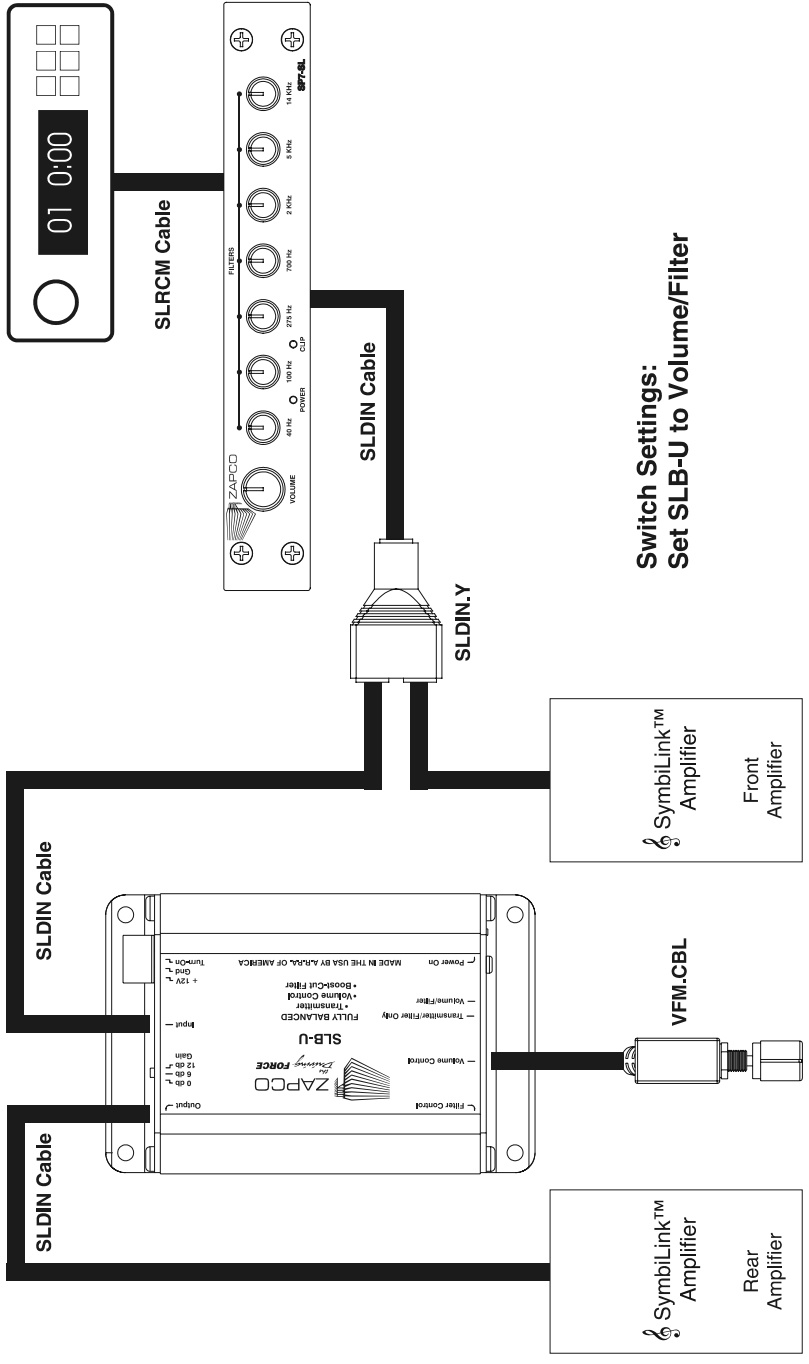 01 0:00
SLRCM Cable
SP7-SL
FILTERS
40 Hz
100 Hz
275 Hz
700 Hz
2 KHz
5 KHz
14 KHz
POWER
CLIP
ZAPCO
VOLUME
SLDIN Cable
SLDIN.Y
Switch Settings:
Set SLB-U to Volume/Filter
SLDIN Cable
SymbiLink™
Amplifier
Front
Amplifier
SLDIN Cable
Output
0 db
6 db
12 db
Gain
Input
+ 12V
Gnd
Turn-On
ZAPCO
the
Driving FORCE
SLB-U
FULLY BALANCED
• Transmitter
• Volume Control
• Boost-Cut Filter
MADE IN THE USA BY A.R.PA. OF AMERICA
Filter Control
Volume Control
Transmitter/Filter Only
Volume/Filter
Power On
VFM.CBL
SymbiLink™
Amplifier
Rear
Amplifier